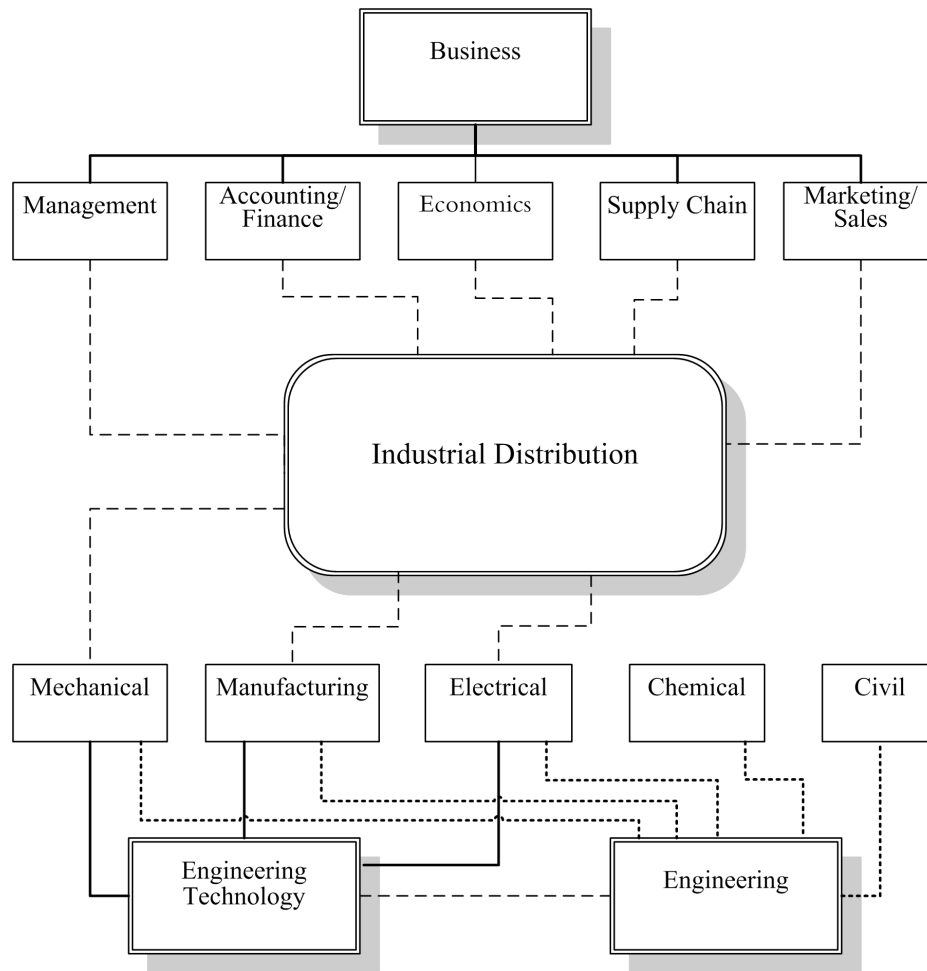 Business
Management
Accounting/
Finance
Economics
Supply Chain
Marketing/
Sales
Industrial Distribution
Mechanical
Manufacturing
Electrical
Chemical
Civil
Engineering
Technology
Engineering